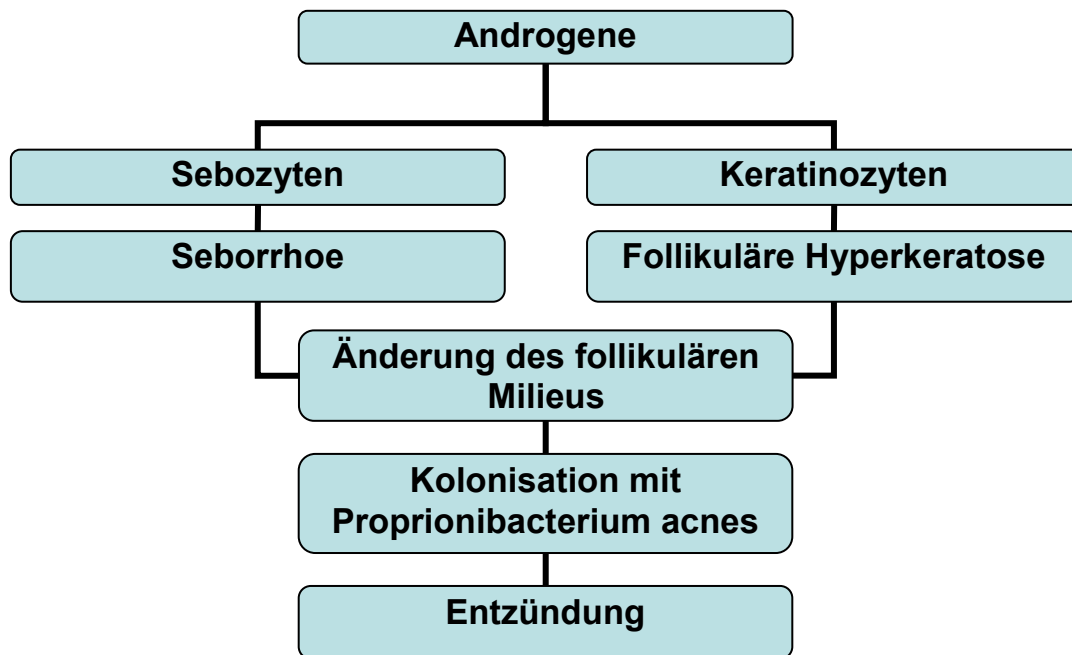 Androgene
Sebozyten
Keratinozyten
Seborrhoe
Follikuläre Hyperkeratose
Änderung des follikulären
Milieus
Kolonisation mit
Proprionibacterium acnes
Entzündung